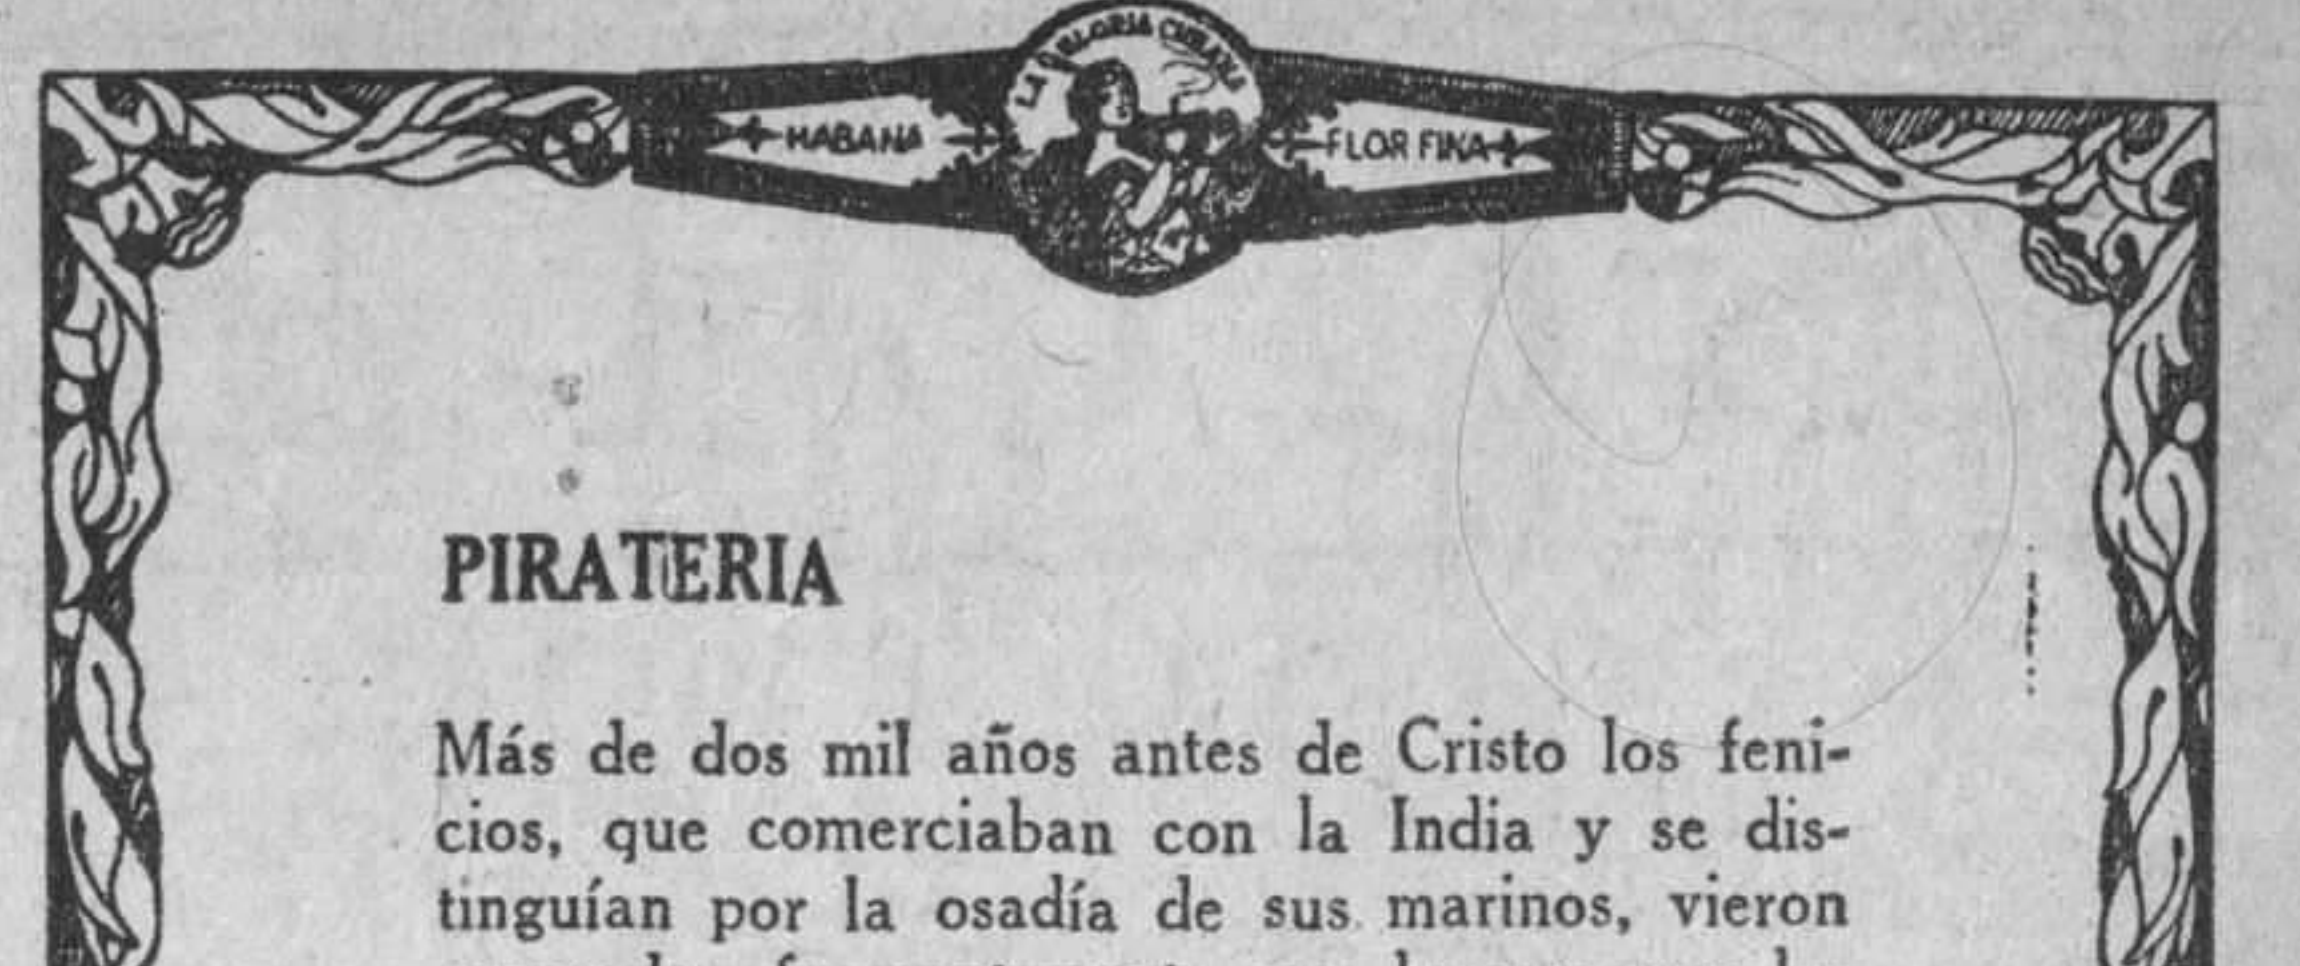 LA GLORIA CUBANA
HABANA
FLOR FINA
PIRATERIA
Más de dos mil años antes de Cristo los feni-
cios, que comerciaban con la India y se dis-
tinguían por la osadía de sus marinos, vieron